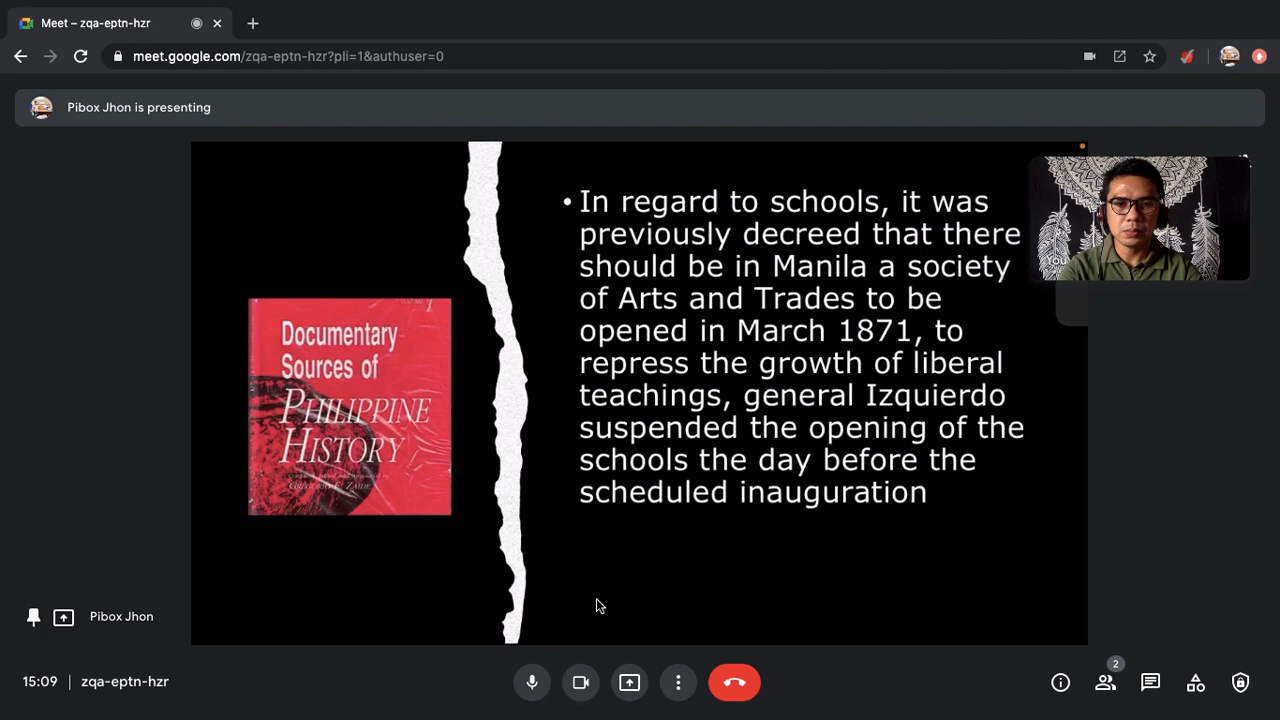 Meet – zqa-eptn-hzr
meet.google.com/zqa-eptn-hzr?pli=1&authuser=0
Pibox Jhon is presenting
• In regard to schools, it was
previously decreed that there
should be in Manila a society
of Arts and Trades to be
opened in March 1871, to
repress the growth of liberal
teachings, general Izquierdo
suspended the opening of the
schools the day before the
scheduled inauguration
You
Documentary
Sources of
PHILIPPINE
HISTORY
GREGORIO F. ZAIDE
Pibox Jhon
15:09 | zqa-eptn-hzr
2